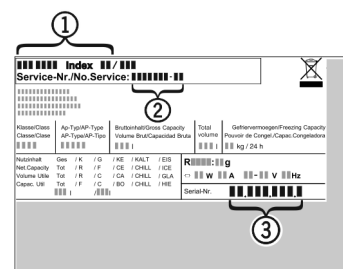 1
Index /
Service-Nr./No.Service: -
2
Klasse/Class Ap-Typ/AP-Type Bruttoinhalt/Gross Capacity Total Gefriervermoegen/Freezing Capacity
Classe/Clase AP-Type/AP-Tipo Volume Brut/Capacidad Bruta volume Pouvoir de Congel./Capac.Congeladora
l l kg / 24 h
Nutzinhalt Ges / K / G / KE / KALT / EIS
Net.Capacity Tot / R / F / CE / CHILL / ICE
Volume Utile Tot / R / C / CA / CHILL / GLA
Capac. Util Tot / F / C / BO / CHILL / HIE
l / l
R : g
W A - V Hz
Serial-Nr. , , ,
3